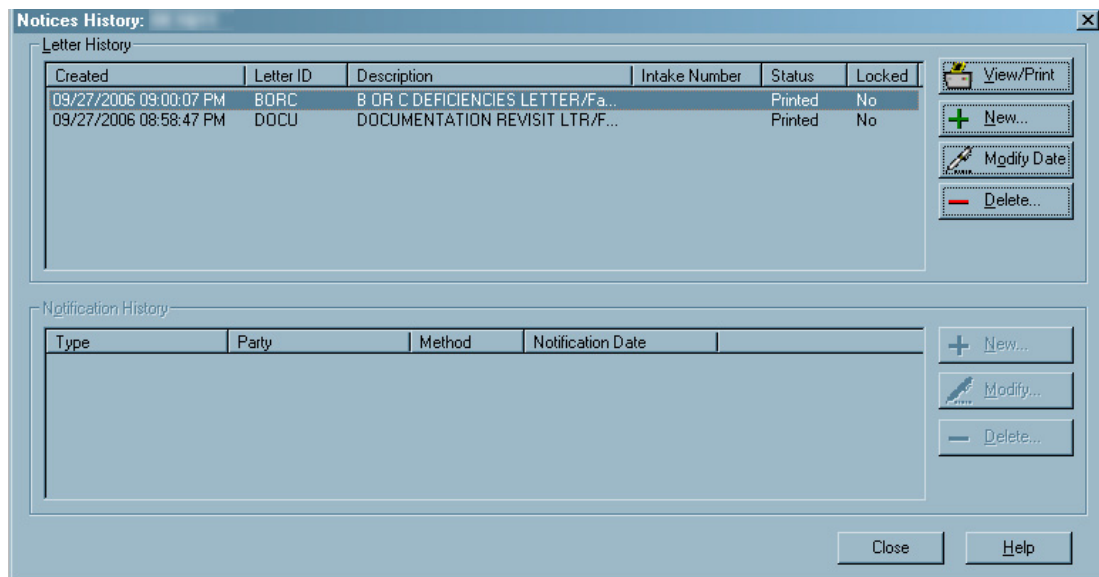 Notices History:
Letter History
Created Letter ID Description Intake Number Status Locked
09/27/2006 09:00:07 PM BORC B OR C DEFICIENCIES LETTER/Fa... Printed No
09/27/2006 08:58:47 PM DOCU DOCUMENTATION REVISIT LTR/F... Printed No
View/Print
New...
Modify Date
Delete...
Notification History
Type Party Method Notification Date
New...
Modify...
Delete...
Close Help